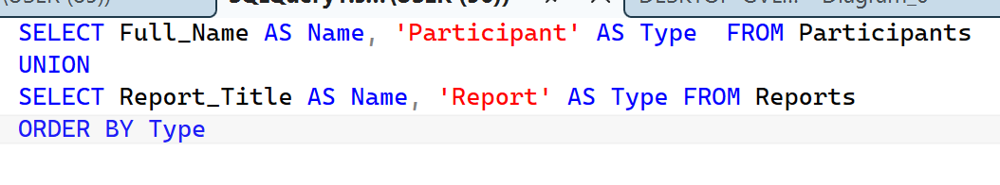 SELECT Full_Name AS Name, 'Participant' AS Type  FROM Participants
UNION
SELECT Report_Title AS Name, 'Report' AS Type FROM Reports
ORDER BY Type